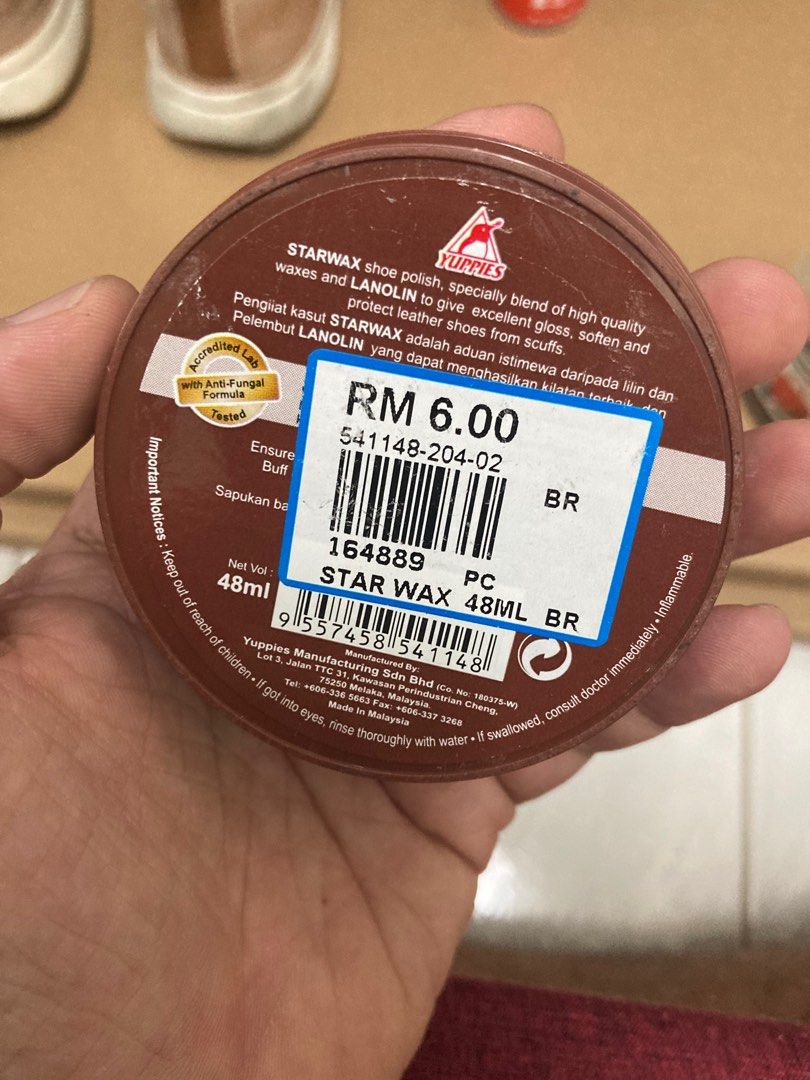 YUPPIES
STARWAX shoe polish, specially blend of high quality
waxes and LANOLIN to give excellent gloss, soften and
protect leather shoes from scuffs.
Pengiiat kasut STARWAX adalah aduan istimewa daripada lilin dan
Pelembut LANOLIN yang dapat menghasilkan kilatan terbaik dan
Accredited Lab
with Anti-Fungal
Formula
Tested
RM 6.00
541148-204-02
BR
164889 PC
STAR WAX 48ML BR
Ensure
Buff
Sapukan
Net Vol :
48ml
9 557458 541148
Manufactured By:
Yuppies Manufacturing Sdn Bhd (Co. No: 180375-W)
Lot 3, Jalan TTC 31, Kawasan Perindustrian Cheng,
75250 Melaka, Malaysia.
Tel: +606-336 5663 Fax: +606-337 3268
Made In Malaysia
Important Notices : Keep out of reach of children • If got into eyes, rinse thoroughly with water • If swallowed, consult doctor immediately • Inflammable.